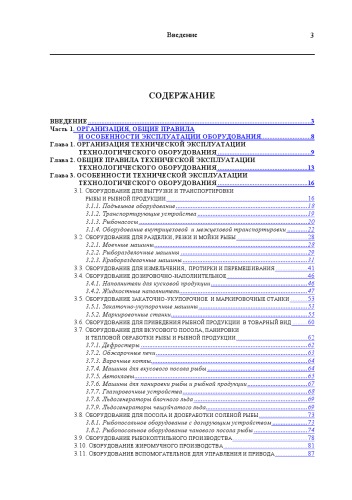 Введение 3
СОДЕРЖАНИЕ
ВВЕДЕНИЕ 3
Часть 1. ОРГАНИЗАЦИЯ, ОБЩИЕ ПРАВИЛА
И ОСОБЕННОСТИ ЭКСПЛУАТАЦИИ ОБОРУДОВАНИЯ 8
Глава 1. ОРГАНИЗАЦИЯ ТЕХНИЧЕСКОЙ ЭКСПЛУАТАЦИИ
ТЕХНОЛОГИЧЕСКОГО ОБОРУДОВАНИЯ 9
Глава 2. ОБЩИЕ ПРАВИЛА ТЕХНИЧЕСКОЙ ЭКСПЛУАТАЦИИ
ТЕХНОЛОГИЧЕСКОГО ОБОРУДОВАНИЯ 13
Глава 3. ОСОБЕННОСТИ ТЕХНИЧЕСКОЙ ЭКСПЛУАТАЦИИ
ТЕХНОЛОГИЧЕСКОГО ОБОРУДОВАНИЯ 16
3.1. ОБОРУДОВАНИЕ ДЛЯ ВЫГРУЗКИ И ТРАНСПОРТИРОВКИ
РЫБЫ И РЫБНОЙ ПРОДУКЦИИ 16
3.1.1. Подъемное оборудование 18
3.1.2. Транспортирующие устройства 19
3.1.3. Рыбонасосы 20
3.1.4. Оборудование внутрицеховой и межцеховой транспортировки 22
3.2. ОБОРУДОВАНИЕ ДЛЯ РАЗДЕЛКИ, РЕЗКИ И МОЙКИ РЫБЫ 28
3.2.1. Моечные машины 28
3.2.2. Рыборазделочные машины 29
3.2.3. Крабораздeлочные машины 31
3.3. ОБОРУДОВАНИЕ ДЛЯ ИЗМЕЛЬЧЕНИЯ, ПРОТИРКИ И ПЕРЕМЕШИВАНИЯ 41
3.4. ОБОРУДОВАНИЕ ДОЗИРОВОЧНО-НАПОЛНИТЕЛЬНОЕ 46
3.4.1. Наполнители для кусковой продукции 46
3.4.2. Жидкостные наполнители 47
3.5. ОБОРУДОВАНИЕ ЗАКАТОЧНО-УКУПОРОЧНОЕ И МАРКИРОВОЧНЫЕ СТАНКИ 53
3.5.1. Закаточно-укупорочные машины 51
3.5.2. Маркировочные станки 55
3.6. ОБОРУДОВАНИЕ ДЛЯ ПРИВЕДЕНИЯ РЫБНОЙ ПРОДУКЦИИ В ТОВАРНЫЙ ВИД 60
3.7. ОБОРУДОВАНИЕ ДЛЯ ВКУСОВОГО ПОСОЛА, ПАНИРОВКИ
И ТЕПЛОВОЙ ОБРАБОТКИ РЫБЫ И РЫБНОЙ ПРОДУКЦИИ 62
3.7.1. Дефростеры 62
3.7.2. Обжарочные печи 63
3.7.3. Варочные котлы 64
3.7.4. Машины для вкусового посола рыбы 64
3.7.5. Автоклавы 65
3.7.6. Машины для панировки рыбы и рыбной продукции 67
3.7.7. Глазировочные устройства 68
3.7.8. Льдогенераторы блочного льда 69
3.7.9. Льдогенераторы чешуйчатого льда 69
3.8. ОБОРУДОВАНИЕ ДЛЯ ПОСОЛА И ДООБРАБОТКИ СОЛЕНОЙ РЫБЫ 73
3.8.1. Рыбопосольное оборудование с дозирующим устройством 73
3.8.2. Рыбопосольное оборудования чанового посола рыбы 74
3.9. ОБОРУДОВАНИЕ РЫБОКОПТИЛЬНОГО ПРОИЗВОДСТВА 78
3.10. ОБОРУДОВАНИЕ ЖИРОМУЧНОГО ПРОИЗВОДСТВА 81
3.11. ОБОРУДОВАНИЕ ВСПОМОГАТЕЛЬНОЕ ДЛЯ УПРАВЛЕНИЯ И ПРИВОДА 87